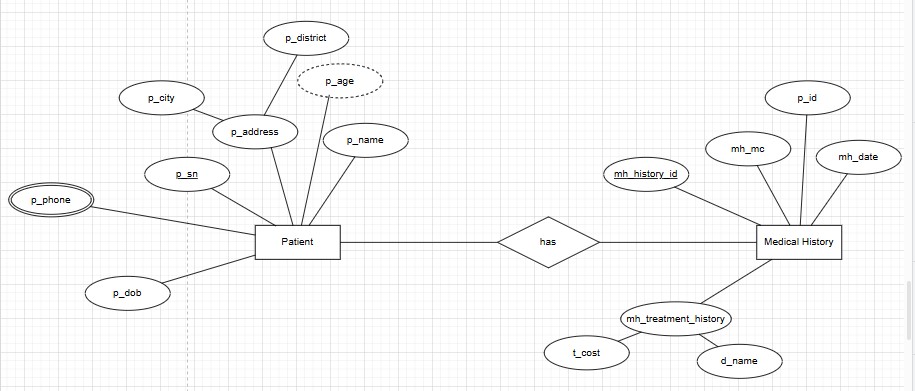 p_district
p_age
p_city
p_id
p_address
p_name
mh_mc
mh_date
p_sn
mh_history_id
p_phone
Patient
has
Medical History
p_dob
mh_treatment_history
t_cost
d_name